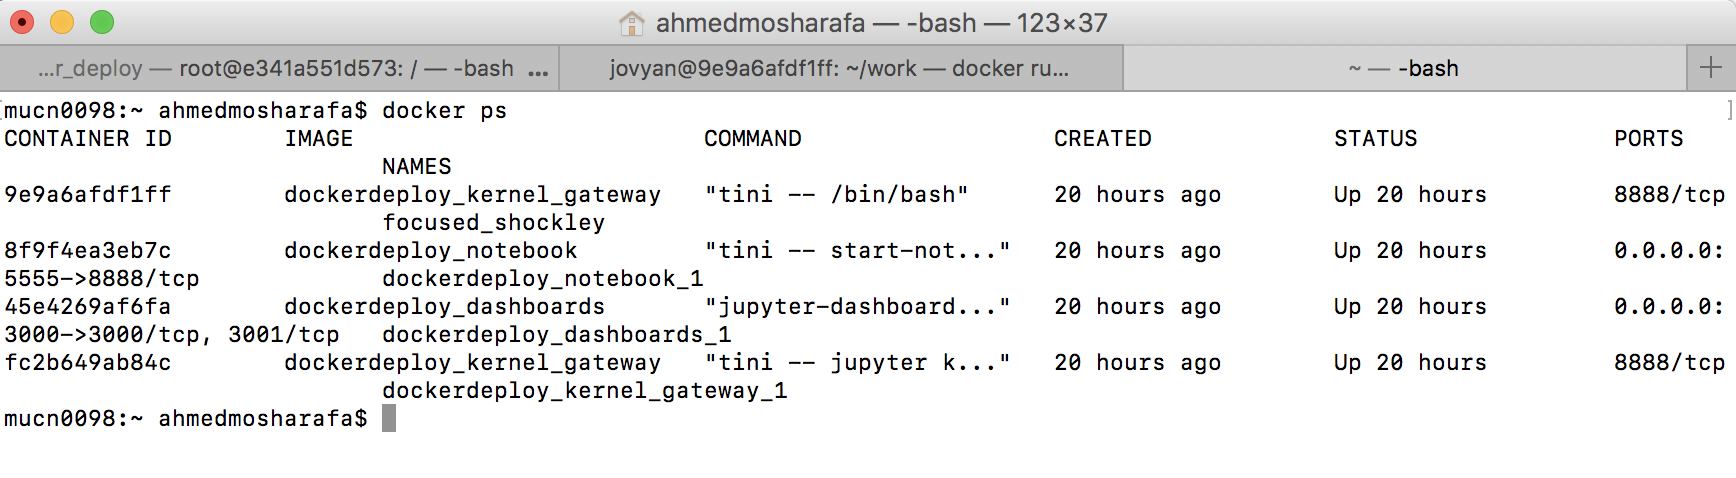 ahmedmosharafa — -bash — 123×37
...r_deploy — root@e341a551d573: / — -bash ...
jovyan@9e9a6afdf1ff: ~/work — docker ru...
~ — -bash
[mucn0098:~ ahmedmosharafa$ docker ps ]
CONTAINER ID        IMAGE                         COMMAND                  CREATED             STATUS              PORTS
                           NAMES
9e9a6afdf1ff        dockerdeploy_kernel_gateway   "tini -- /bin/bash"      20 hours ago        Up 20 hours         8888/tcp
                           focused_shockley
8f9f4ea3eb7c        dockerdeploy_notebook         "tini -- start-not..."   20 hours ago        Up 20 hours         0.0.0.0:
5555->8888/tcp             dockerdeploy_notebook_1
45e4269af6fa        dockerdeploy_dashboards       "jupyter-dashboard..."   20 hours ago        Up 20 hours         0.0.0.0:
3000->3000/tcp, 3001/tcp   dockerdeploy_dashboards_1
fc2b649ab84c        dockerdeploy_kernel_gateway   "tini -- jupyter k..."   20 hours ago        Up 20 hours         8888/tcp
                           dockerdeploy_kernel_gateway_1
mucn0098:~ ahmedmosharafa$